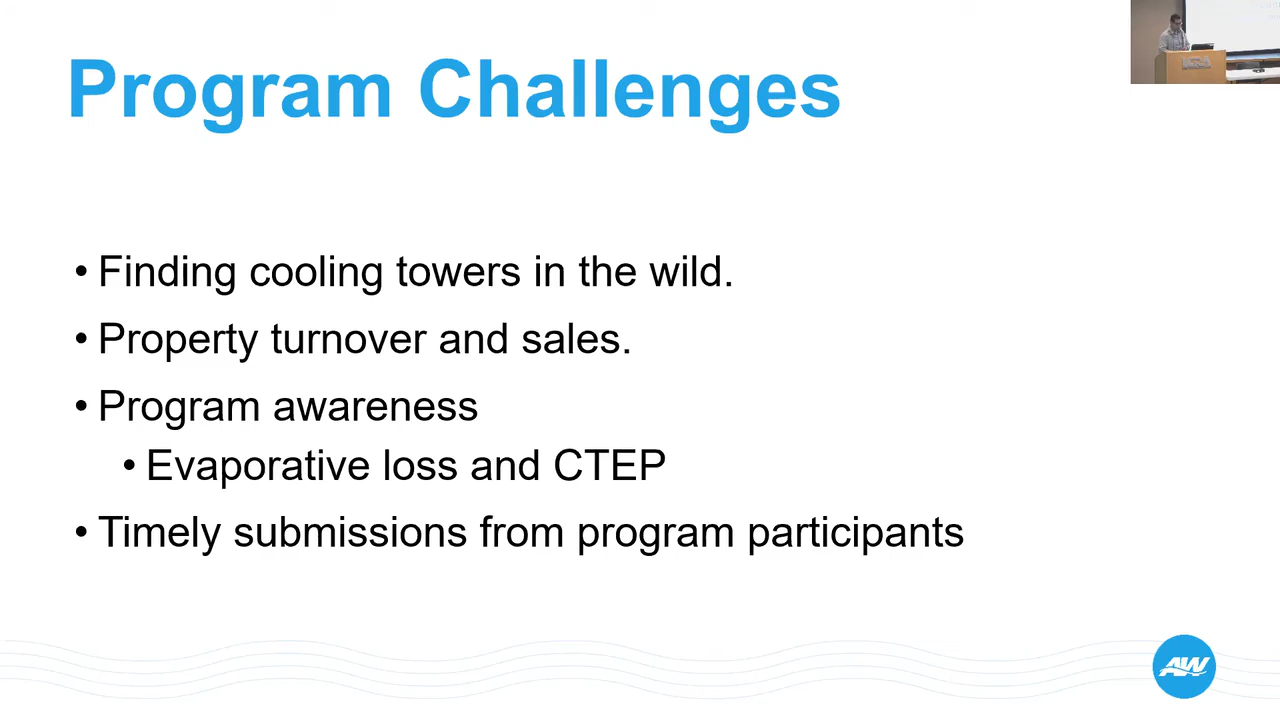 Program Challenges
• Finding cooling towers in the wild.
• Property turnover and sales.
• Program awareness
• Evaporative loss and CTEP
• Timely submissions from program participants
AW